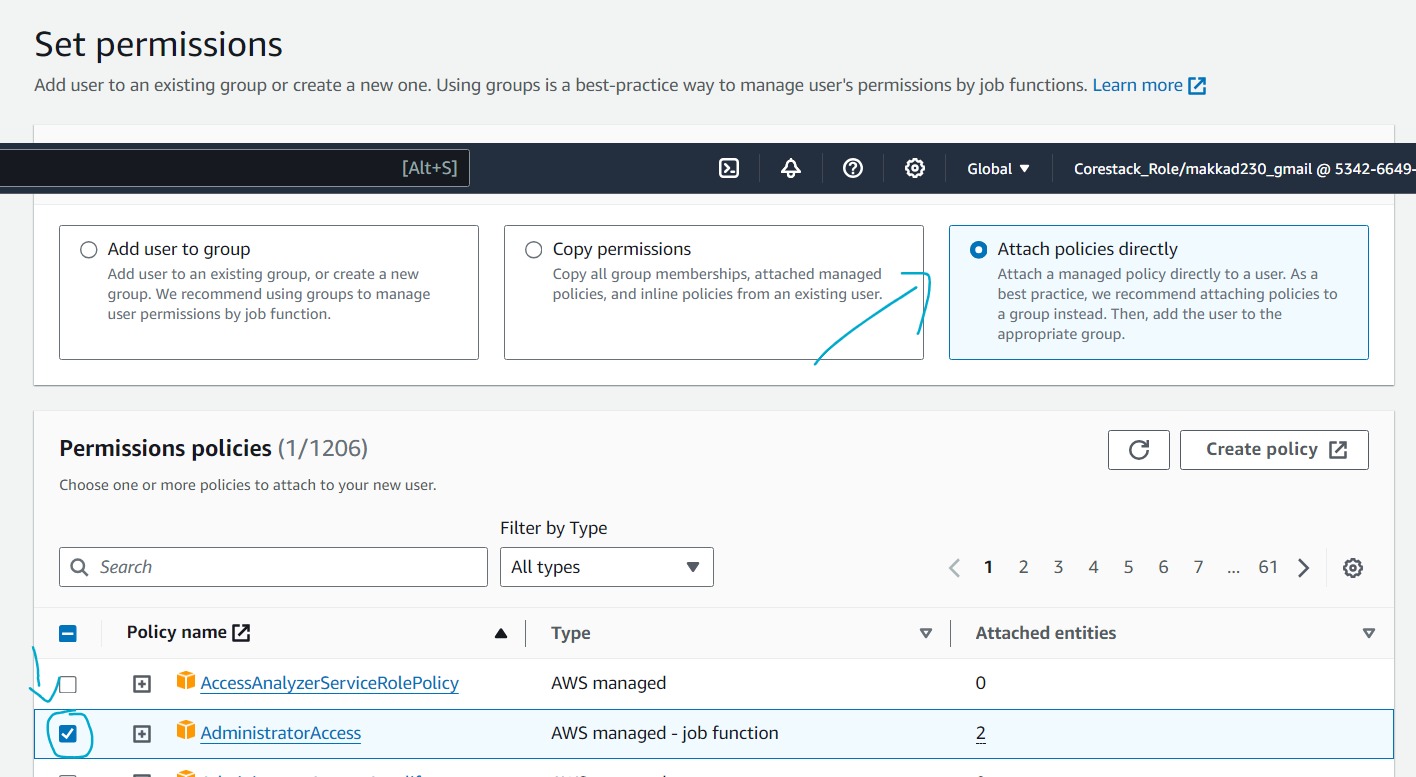 Set permissions
Add user to an existing group or create a new one. Using groups is a best-practice way to manage user's permissions by job functions. Learn more
[Alt+S] Global Corestack_Role/makkad230_gmail @ 5342-6649-
Add user to group
Add user to an existing group, or create a new
group. We recommend using groups to manage
user permissions by job function.
Copy permissions
Copy all group memberships, attached managed
policies, and inline policies from an existing user.
Attach policies directly
Attach a managed policy directly to a user. As a
best practice, we recommend attaching policies to
a group instead. Then, add the user to the
appropriate group.
Permissions policies (1/1206)
Create policy
Choose one or more policies to attach to your new user.
Filter by Type
Search
All types
1 2 3 4 5 6 7 ... 61
Policy name Type Attached entities
AccessAnalyzerServiceRolePolicy AWS managed 0
AdministratorAccess AWS managed - job function 2